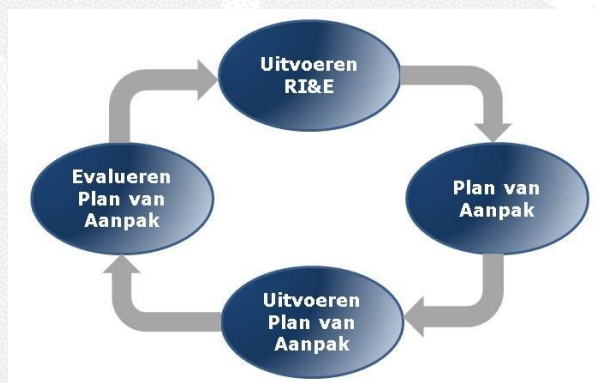 Uitvoeren
RI&E
Plan van
Aanpak
Uitvoeren
Plan van
Aanpak
Evalueren
Plan van
Aanpak